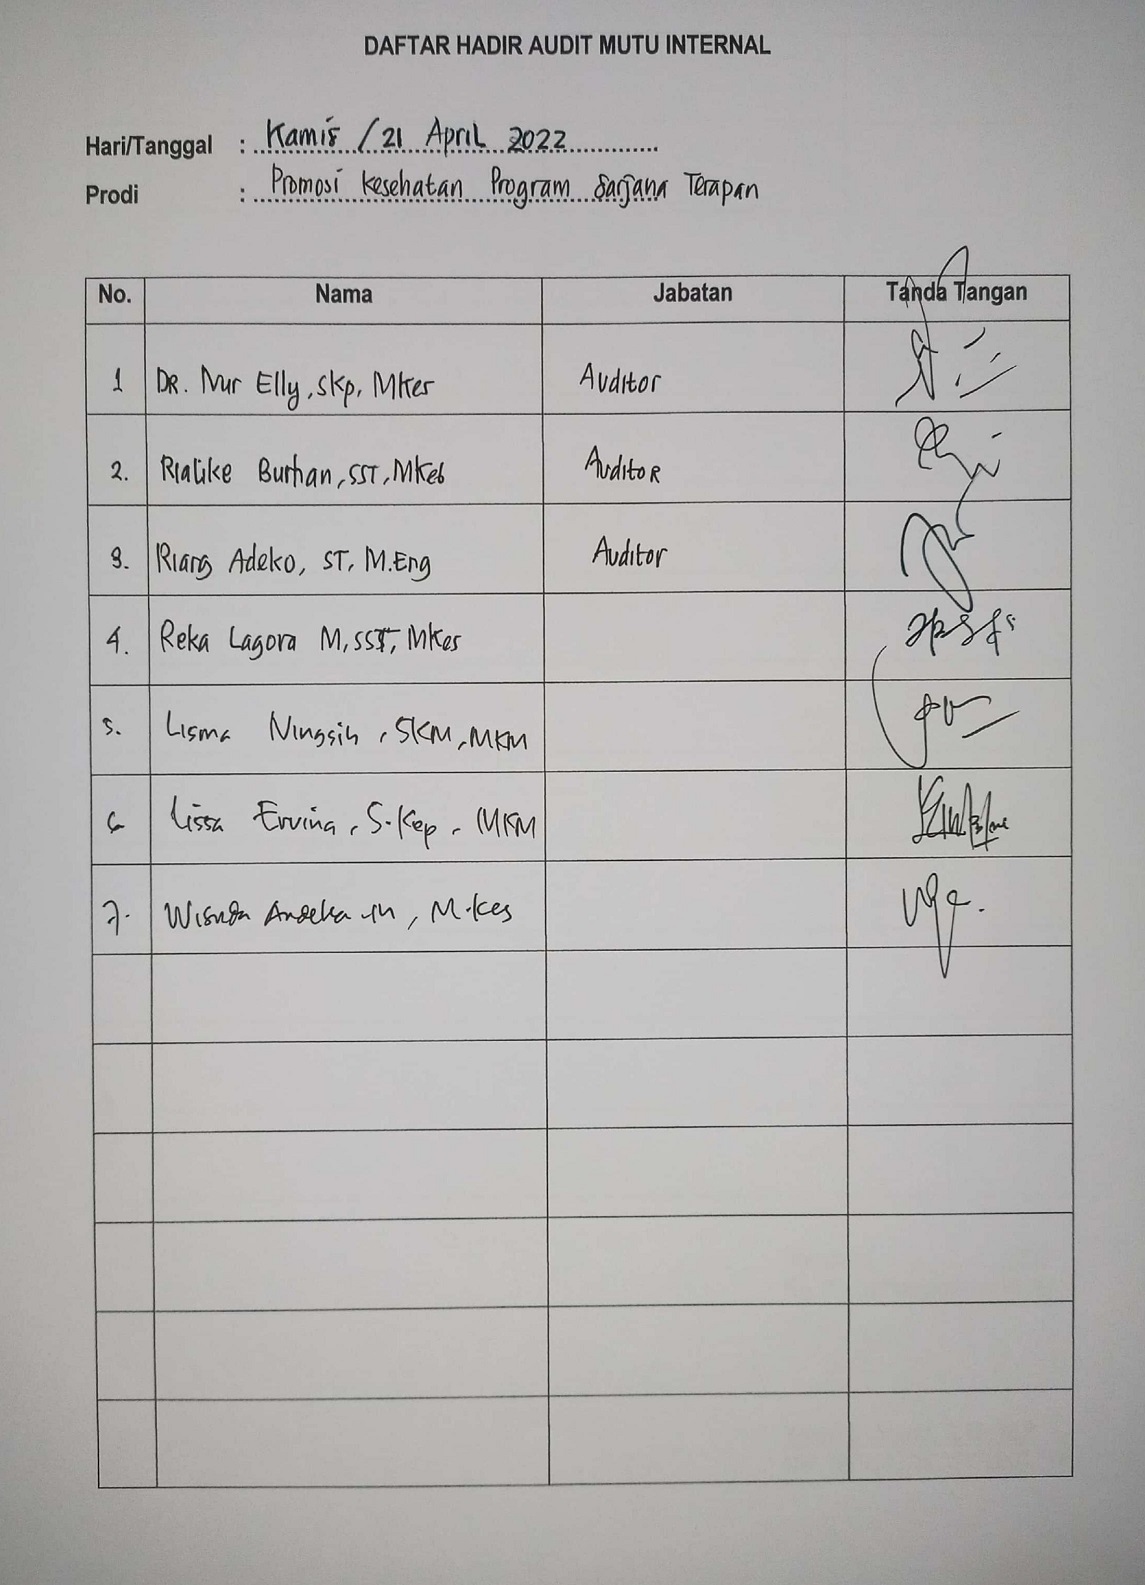 DAFTAR HADIR AUDIT MUTU INTERNAL
Hari/Tanggal : Kamis / 21 April 2022
Prodi : Promosi Kesehatan Program Sarjana Terapan
No. Nama Jabatan Tanda Tangan
1 DR. Nur Elly, Skp, MKes Auditor
2. Rialike Burhan, SST, MKeb Auditor
3. Riang Adeko, ST, M.Eng Auditor
4. Reka Lagora M, SST, MKes
5. Lisma Ningsih, SKM, MKM
6 Lissa Ervina, S.Kep, MKM
7. M.Kes